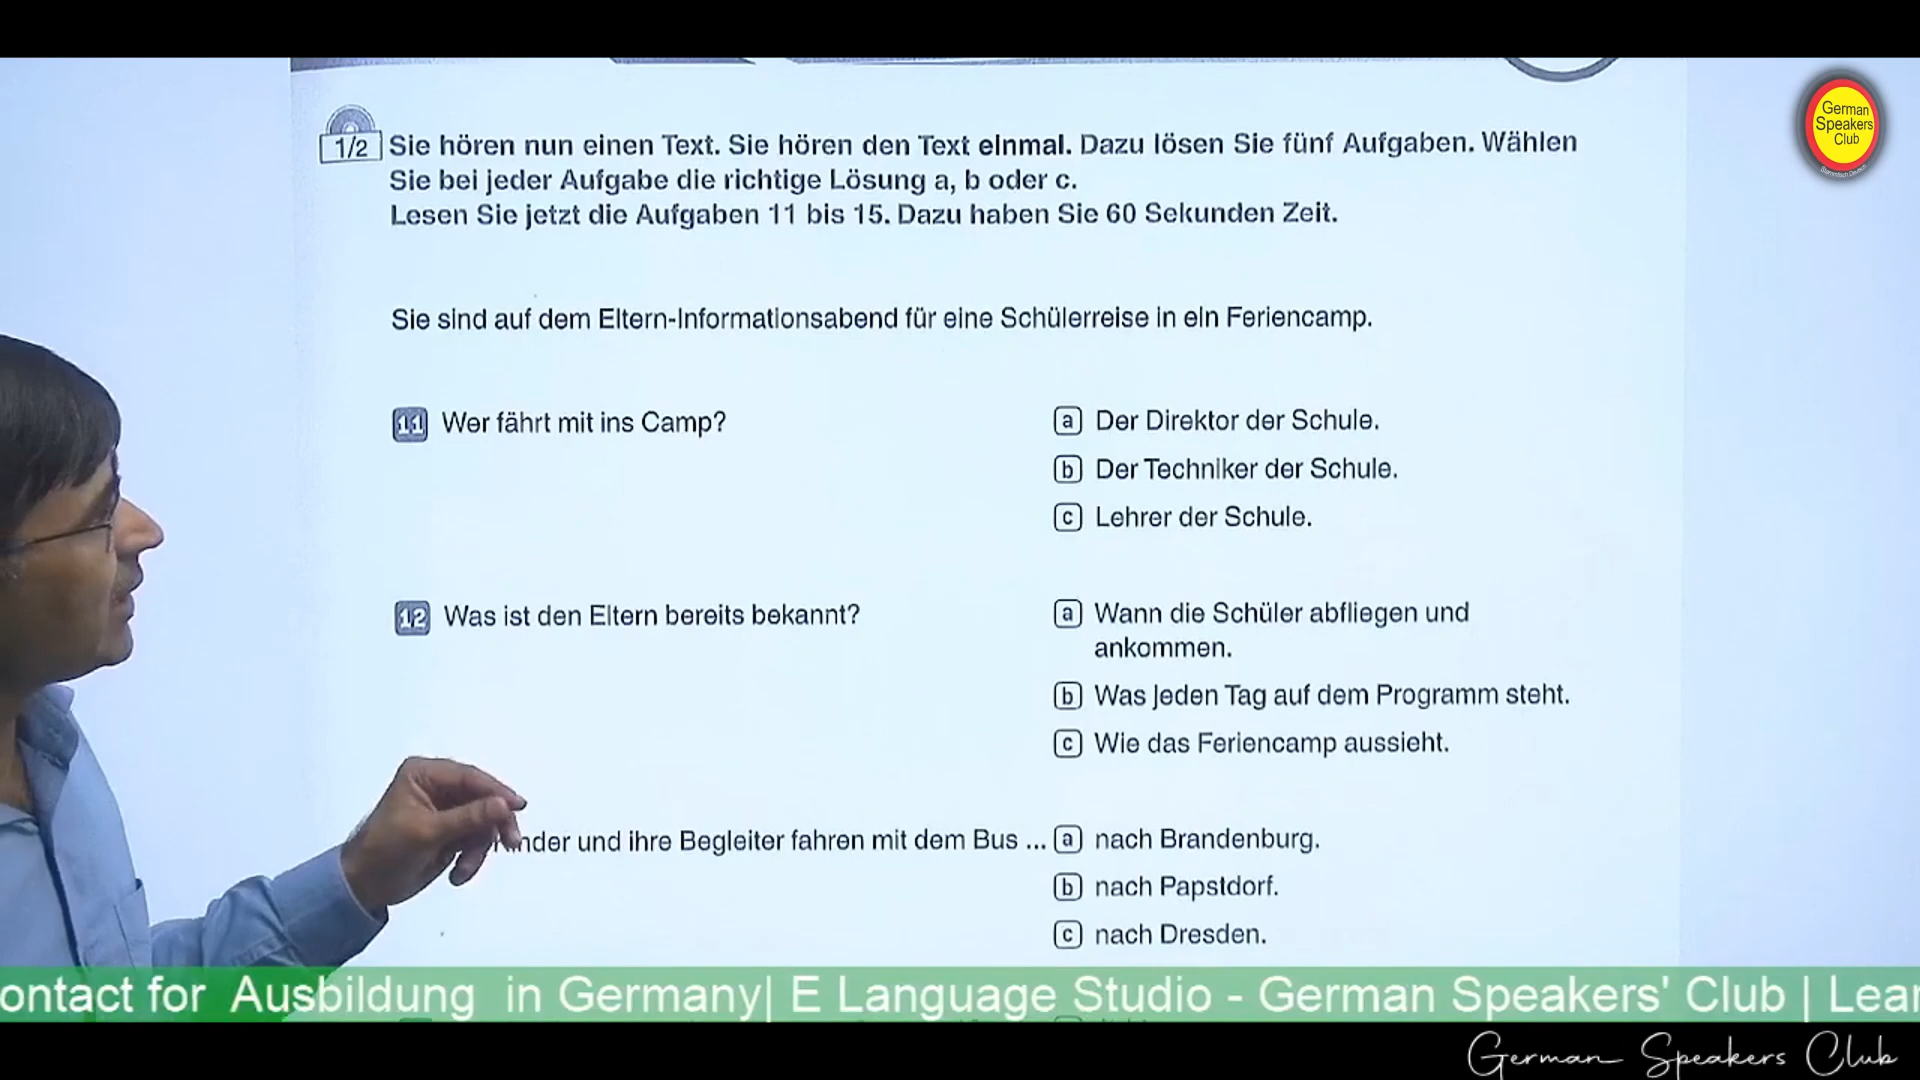 German
Speakers
Club
1/2
Sie hören nun einen Text. Sie hören den Text einmal. Dazu lösen Sie fünf Aufgaben. Wählen
Sie bei jeder Aufgabe die richtige Lösung a, b oder c.
Lesen Sie jetzt die Aufgaben 11 bis 15. Dazu haben Sie 60 Sekunden Zeit.
Sie sind auf dem Eltern-Informationsabend für eine Schülerreise in ein Feriencamp.
11 Wer fährt mit ins Camp?
a Der Direktor der Schule.
b Der Techniker der Schule.
c Lehrer der Schule.
12 Was ist den Eltern bereits bekannt?
a Wann die Schüler abfliegen und
ankommen.
b Was jeden Tag auf dem Programm steht.
c Wie das Feriencamp aussieht.
und ihre Begleiter fahren mit dem Bus ...
a nach Brandenburg.
b nach Papstdorf.
c nach Dresden.
ontact for Ausbildung in Germany| E Language Studio - German Speakers' Club | Lear
German Speakers Club